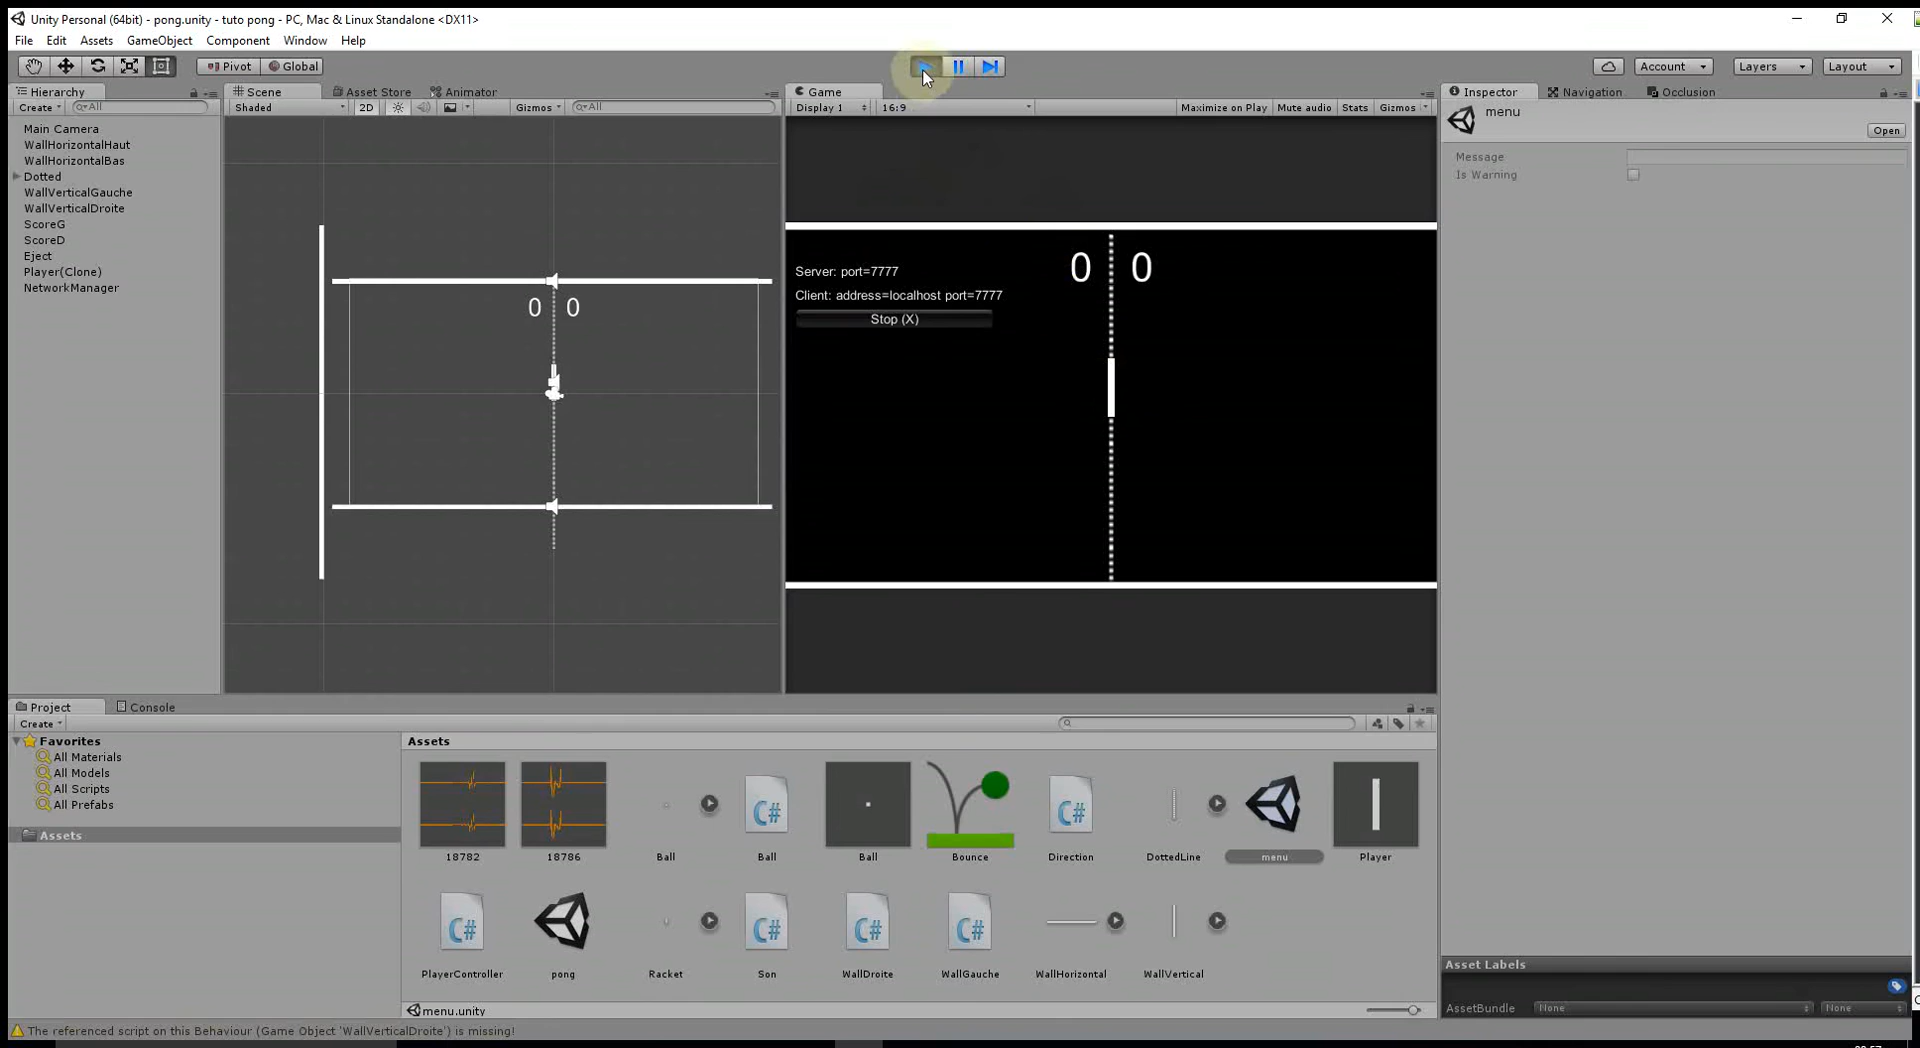 Unity Personal (64bit) - pong.unity - tuto pong - PC, Mac & Linux Standalone <DX11>
File Edit Assets GameObject Component Window Help
Pivot Global Account Layers Layout
Hierarchy Scene Asset Store Animator Game Inspector Navigation Occlusion
Create All Shaded 2D Gizmos All Display 1 16:9 Maximize on Play Mute audio Stats Gizmos
menu
Open
Message
Is Warning
Main Camera
WallHorizontalHaut
WallHorizontalBas
Dotted
WallVerticalGauche
WallVerticalDroite
ScoreG
ScoreD
Eject
Player(Clone)
NetworkManager
0 0
Server: port=7777
Client: address=localhost port=7777
Stop (X)
0 0
Project Console
Create
Favorites
All Materials
All Models
All Scripts
All Prefabs
Assets
Assets
C# C#
18782 18786 Ball Ball Ball Bounce Direction DottedLine menu Player
C# C# C# C#
PlayerController pong Racket Son WallDroite WallGauche WallHorizontal WallVertical
menu.unity
Asset Labels
AssetBundle None None
The referenced script on this Behaviour (Game Object 'WallVerticalDroite') is missing!